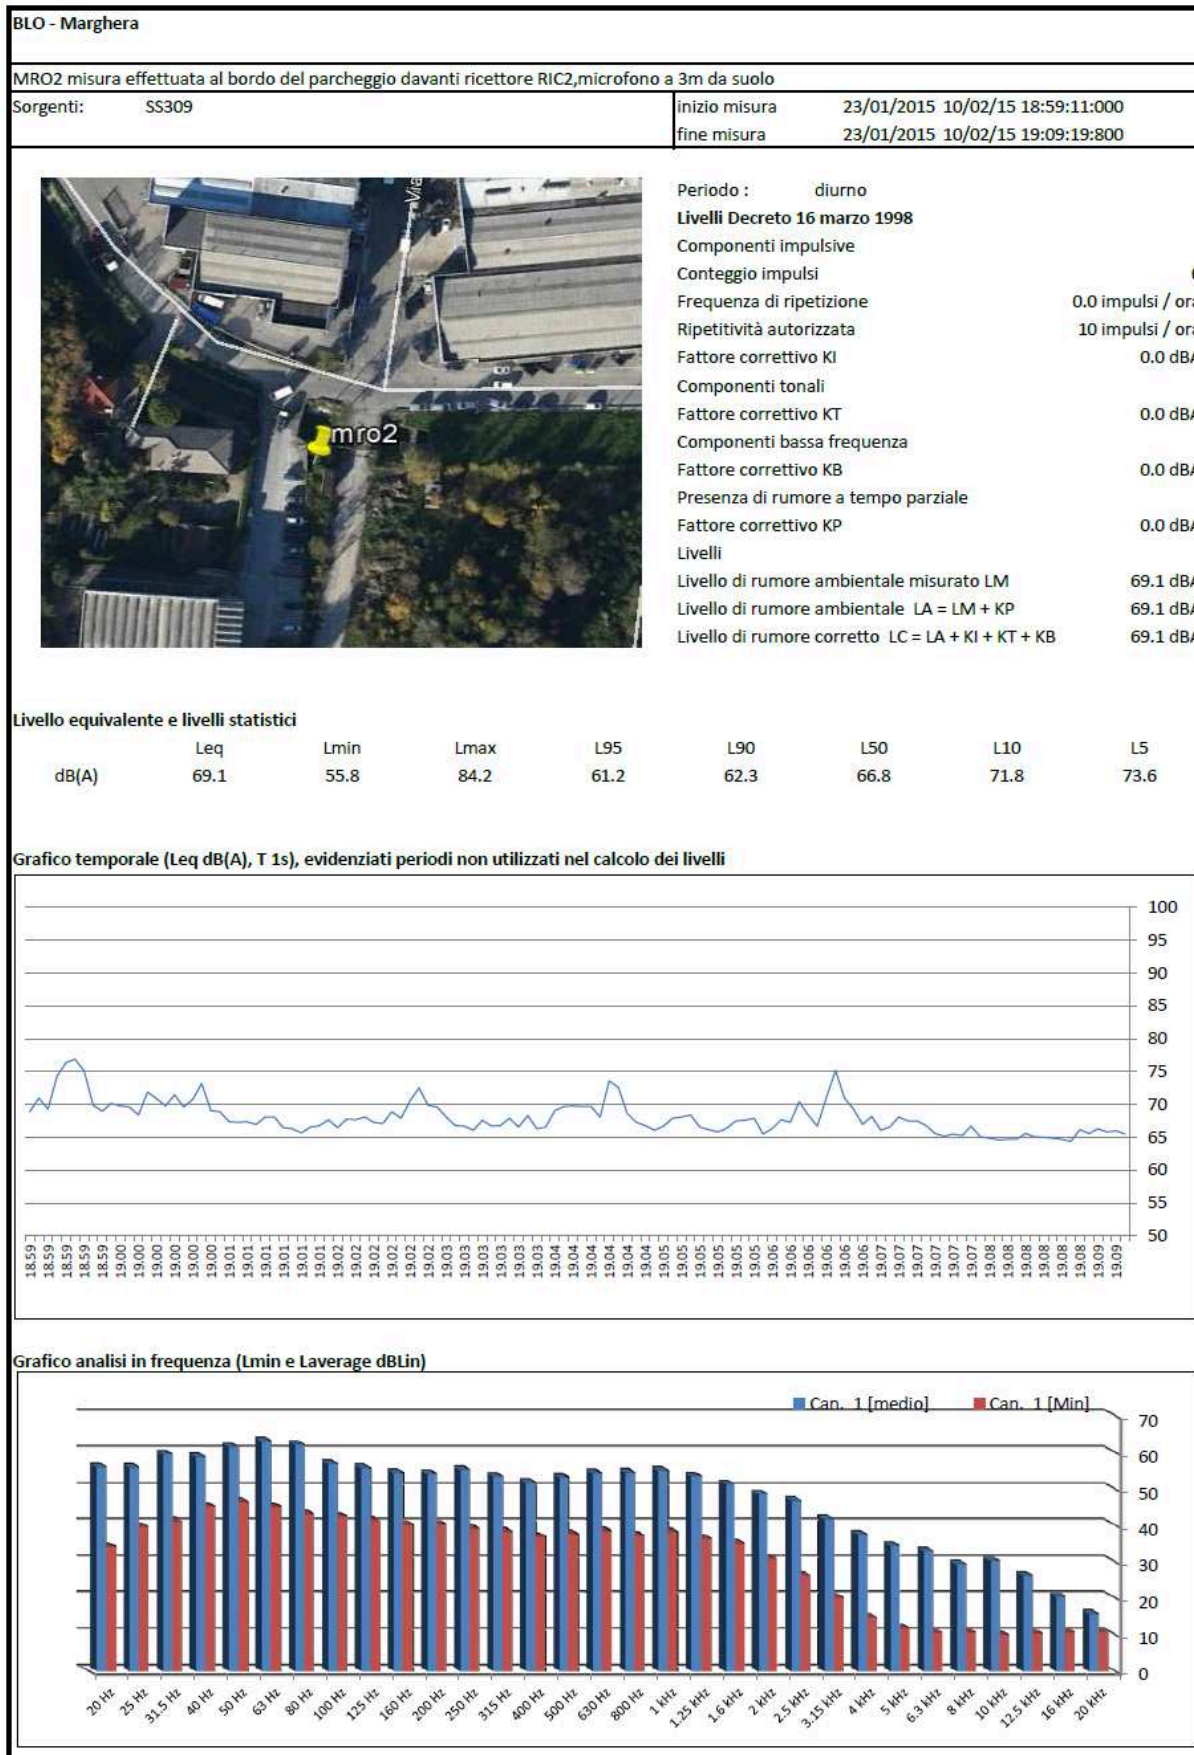 BLO - Marghera
MRO2 misura effettuata al bordo del parcheggio davanti ricettore RIC2,microfono a 3m da suolo
Sorgenti: SS309
inizio misura 23/01/2015 10/02/15 18:59:11:000
fine misura 23/01/2015 10/02/15 19:09:19:800
Via
mro2
Periodo : diurno
Livelli Decreto 16 marzo 1998
Componenti impulsive
Conteggio impulsi
Frequenza di ripetizione 0.0 impulsi / ora
Ripetitività autorizzata 10 impulsi / ora
Fattore correttivo KI 0.0 dBA
Componenti tonali
Fattore correttivo KT 0.0 dBA
Componenti bassa frequenza
Fattore correttivo KB 0.0 dBA
Presenza di rumore a tempo parziale
Fattore correttivo KP 0.0 dBA
Livelli
Livello di rumore ambientale misurato LM 69.1 dBA
Livello di rumore ambientale LA = LM + KP 69.1 dBA
Livello di rumore corretto LC = LA + KI + KT + KB 69.1 dBA
Livello equivalente e livelli statistici
Leq Lmin Lmax L95 L90 L50 L10 L5
dB(A) 69.1 55.8 84.2 61.2 62.3 66.8 71.8 73.6
Grafico temporale (Leq dB(A), T 1s), evidenziati periodi non utilizzati nel calcolo dei livelli
100
95
90
85
80
75
70
65
60
55
50
18.59 18.59 18.59 18.59 18.59 19.00 19.00 19.00 19.00 19.00 19.00 19.01 19.01 19.01 19.01 19.01 19.01 19.02 19.02 19.02 19.02 19.02 19.02 19.03 19.03 19.03 19.03 19.03 19.03 19.04 19.04 19.04 19.04 19.04 19.04 19.05 19.05 19.05 19.05 19.05 19.05 19.06 19.06 19.06 19.06 19.06 19.06 19.07 19.07 19.07 19.07 19.07 19.07 19.08 19.08 19.08 19.08 19.08 19.08 19.09 19.09
Grafico analisi in frequenza (Lmin e Laverage dBLin)
Can. 1 [medio] Can. 1 [Min]
70
60
50
40
30
20
10
0
20 Hz 25 Hz 31.5 Hz 40 Hz 50 Hz 63 Hz 80 Hz 100 Hz 125 Hz 160 Hz 200 Hz 250 Hz 315 Hz 400 Hz 500 Hz 630 Hz 800 Hz 1 kHz 1.25 kHz 1.6 kHz 2 kHz 2.5 kHz 3.15 kHz 4 kHz 5 kHz 6.3 kHz 8 kHz 10 kHz 12.5 kHz 16 kHz 20 kHz